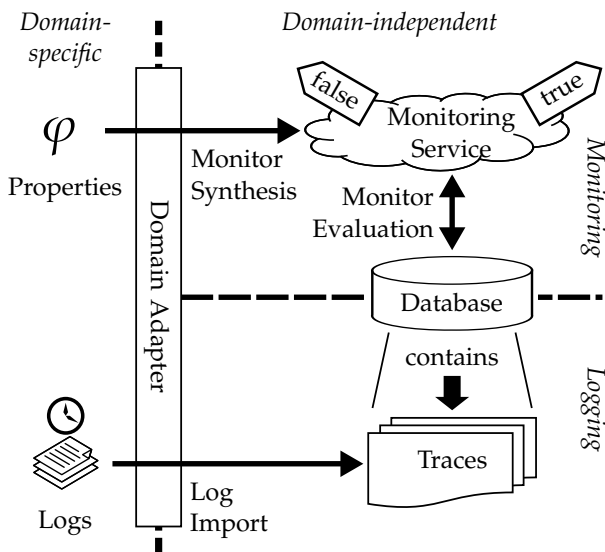 Domain-
specific
Domain-independent
false
true
φ
Properties
Monitor
Synthesis
Monitoring
Service
Monitoring
Monitor
Evaluation
Domain Adapter
Database
contains
Logging
Traces
Logs
Log
Import